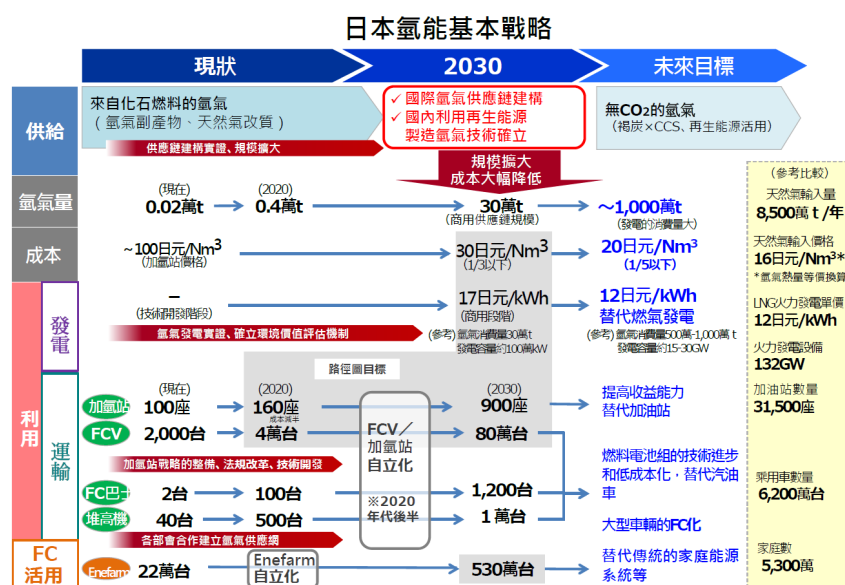 日本氫能基本戰略
現狀
2030
未來目標
供給
來自化石燃料的氫氣
（氫氣副產物、天然氣改質）
✓ 國際氫氣供應鏈建構
✓ 國內利用再生能源
製造氫氣技術確立
無CO2的氫氣
（褐炭×CCS、再生能源活用）
供應鏈建構實證、規模擴大
規模擴大
成本大幅降低
（參考比較）
氫氣量
(現在)
0.02萬t
(2020)
0.4萬t
30萬t
(商用供應鏈規模)
～1,000萬t
(發電的消費量大)
天然氣輸入量
8,500萬 t /年
成本
~100日元/Nm3
(加氫站價格)
30日元/Nm3
(1/3以下)
20日元/Nm3
(1/5以下)
天然氣輸入價格
16日元/Nm3*
*氫氣熱量等價換算
利用
發電
－
(技術開發階段)
17日元/kWh
(商用段階)
12日元/kWh
替代燃氣發電
LNG火力發電單價
12日元/kWh
氫氣發電實證、確立環境價值評估機制
(參考) 氫氣消費量30萬t
發電容量約100萬kW
(參考) 氫氣消費量500萬-1,000萬 t
發電容量約15-30GW
火力發電設備
132GW
路徑圖目標
運輸
加氫站
(現在)
100座
(2020)
160座
成本減半
(2030)
900座
提高收益能力
替代加油站
加油站數量
31,500座
FCV
2,000台
4萬台
FCV／
加氫站
自立化
※2020
年代後半
80萬台
加氫站戰略的整備、法規改革、技術開發
燃料電池組的技術進步
和低成本化，替代汽油
車
FC巴士
2台
100台
1,200台
乘用車數量
6,200萬台
堆高機
40台
500台
1 萬台
大型車輛的FC化
各部會合作建立氫氣供應網
FC
活用
Enefarm
22萬台
Enefarm
自立化
530萬台
替代傳統的家庭能源
系統等
家庭數
5,300萬